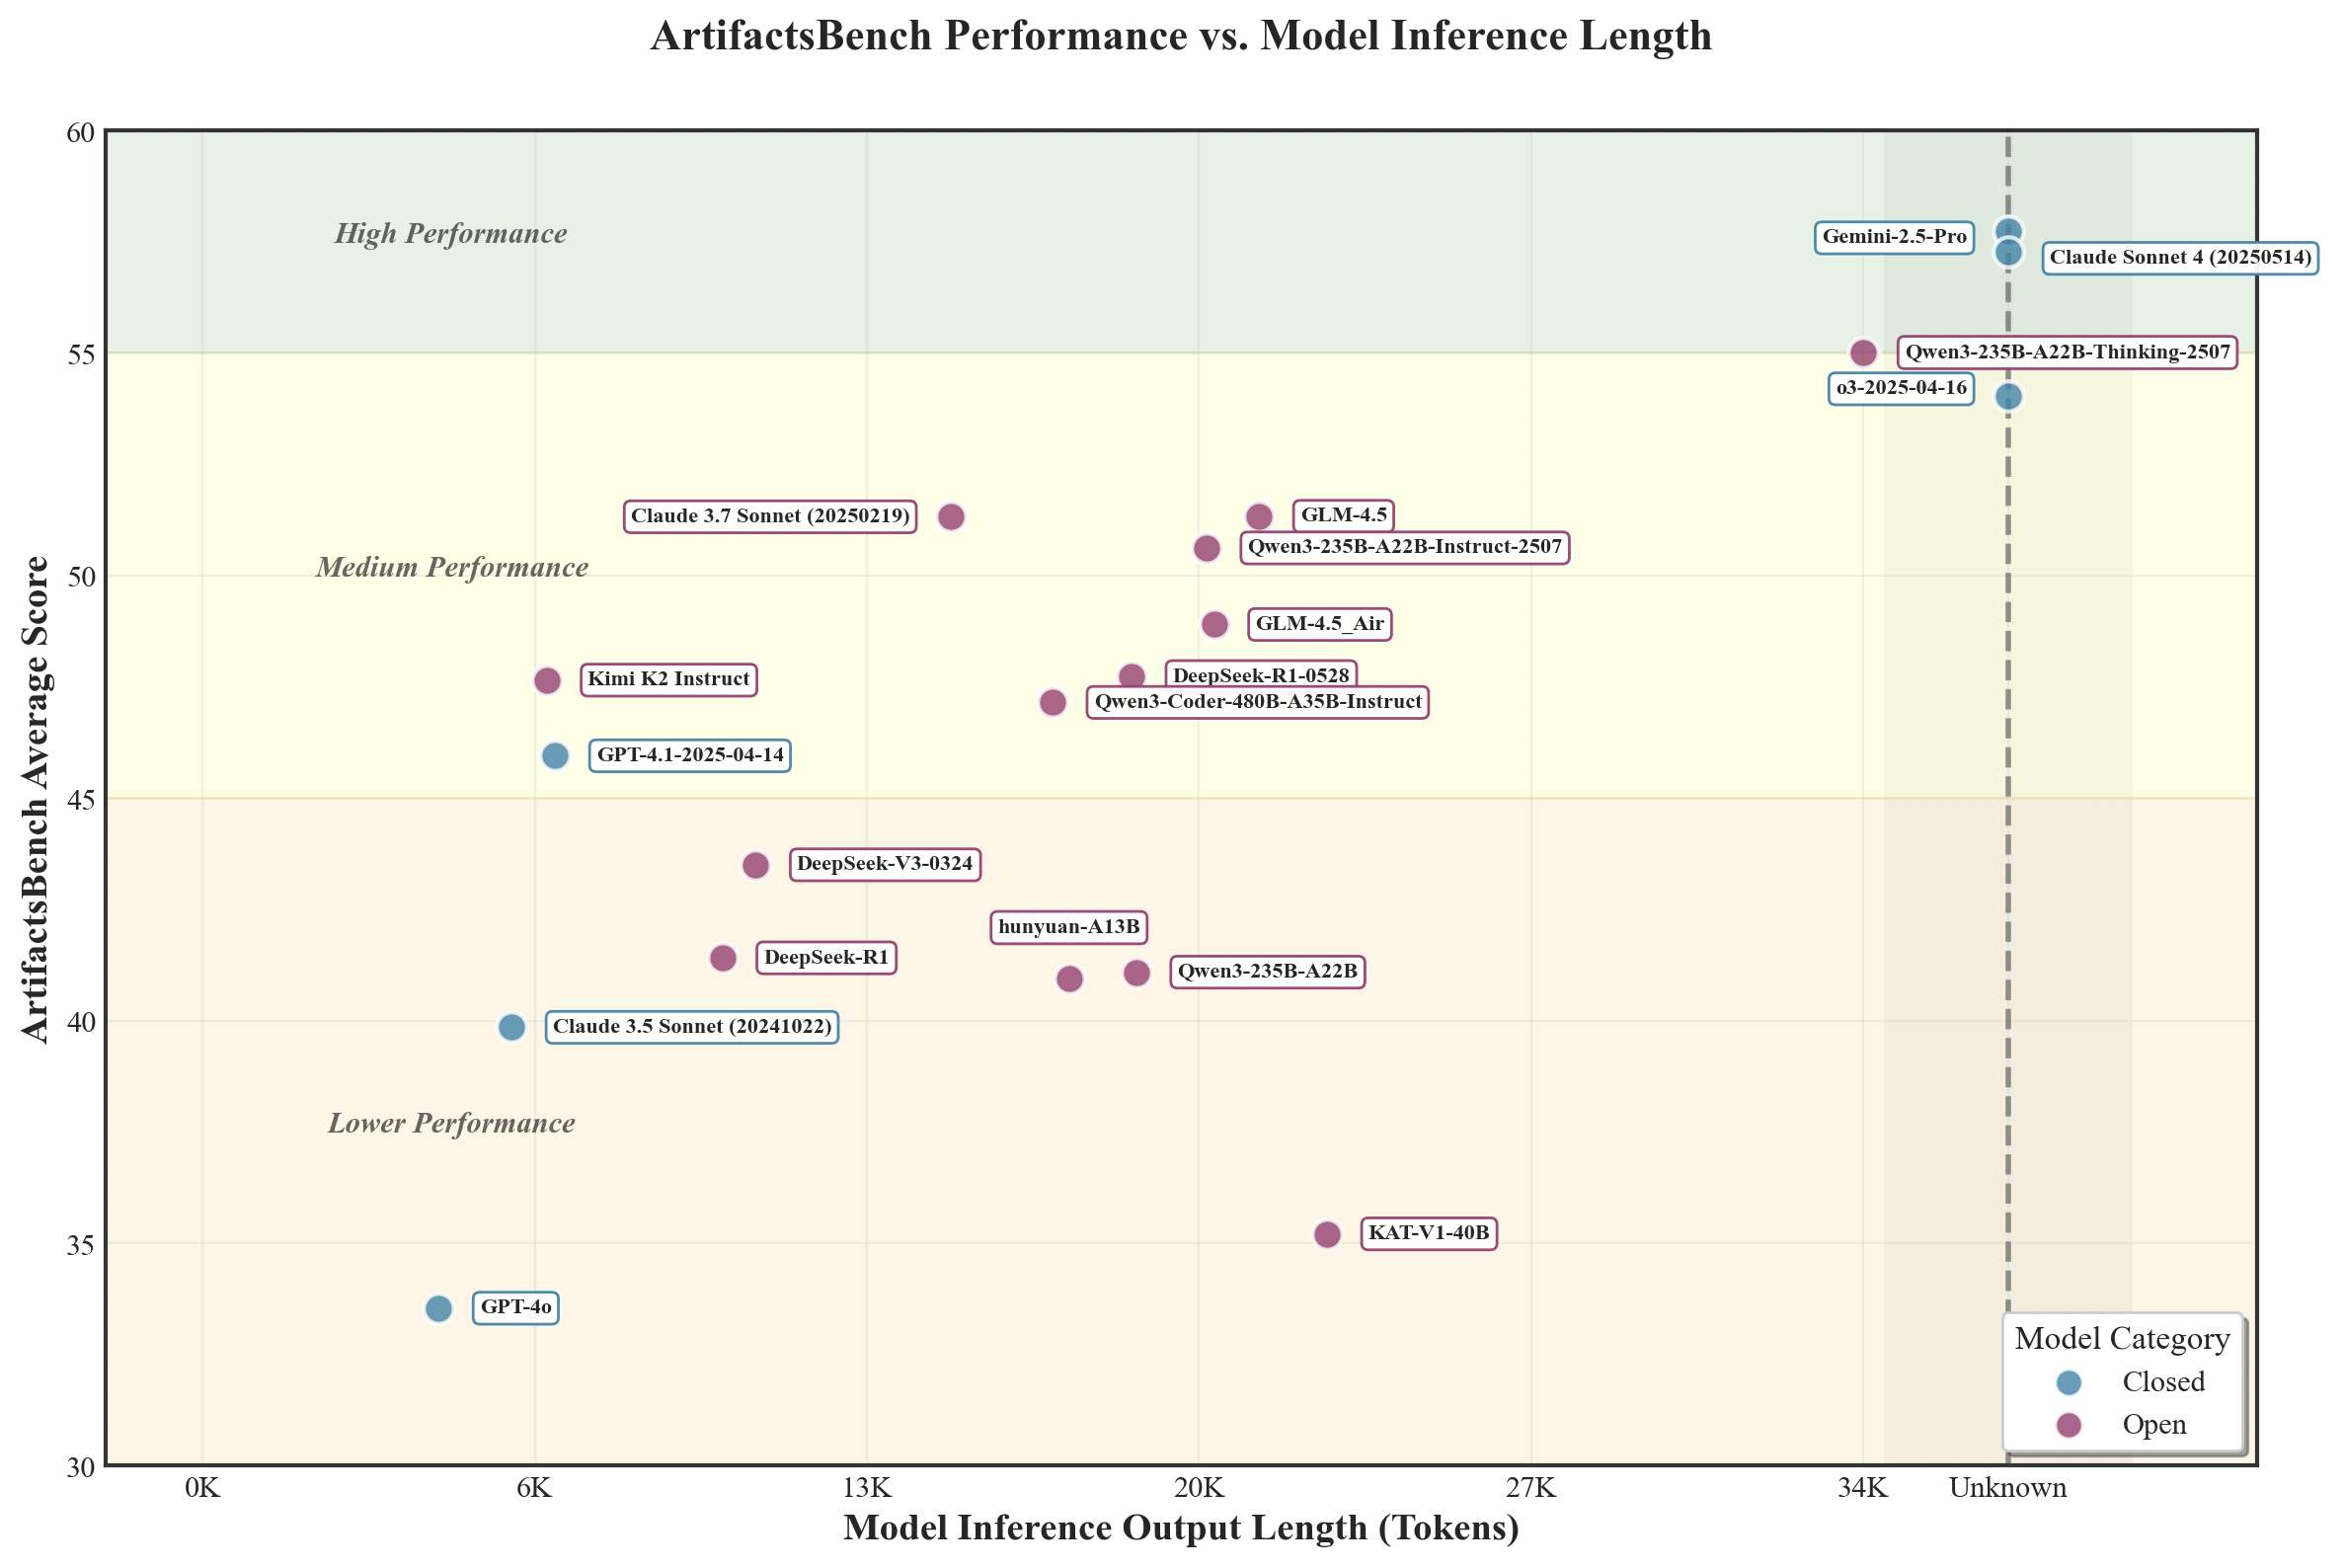 ArtifactsBench Performance vs. Model Inference Length
ArtifactsBench Average Score
60
55
50
45
40
35
30
High Performance
Gemini-2.5-Pro
Claude Sonnet 4 (20250514)
Qwen3-235B-A22B-Thinking-2507
o3-2025-04-16
Claude 3.7 Sonnet (20250219)
GLM-4.5
Qwen3-235B-A22B-Instruct-2507
Medium Performance
GLM-4.5_Air
Kimi K2 Instruct
DeepSeek-R1-0528
Qwen3-Coder-480B-A35B-Instruct
GPT-4.1-2025-04-14
DeepSeek-V3-0324
hunyuan-A13B
DeepSeek-R1
Qwen3-235B-A22B
Claude 3.5 Sonnet (20241022)
Lower Performance
KAT-V1-40B
GPT-4o
Model Category
Closed
Open
0K
6K
13K
20K
27K
34K
Unknown
Model Inference Output Length (Tokens)